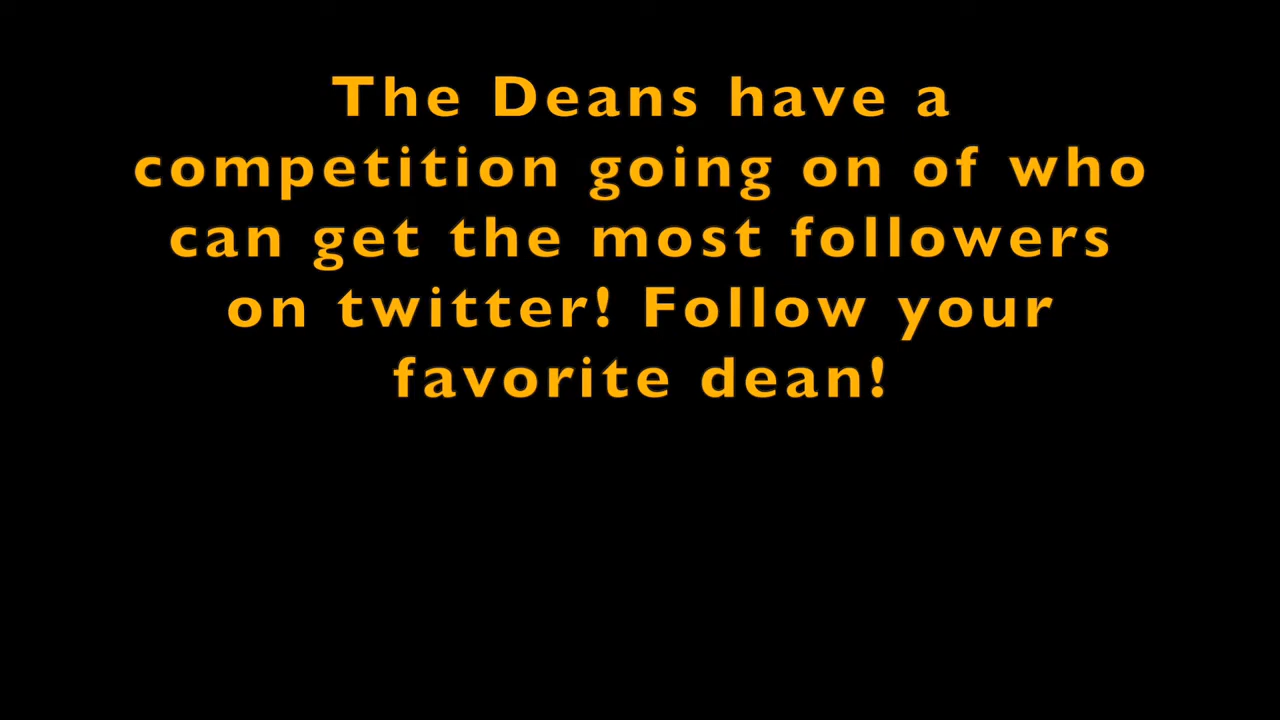 The Deans have a
competition going on of who
can get the most followers
on twitter! Follow your
favorite dean!